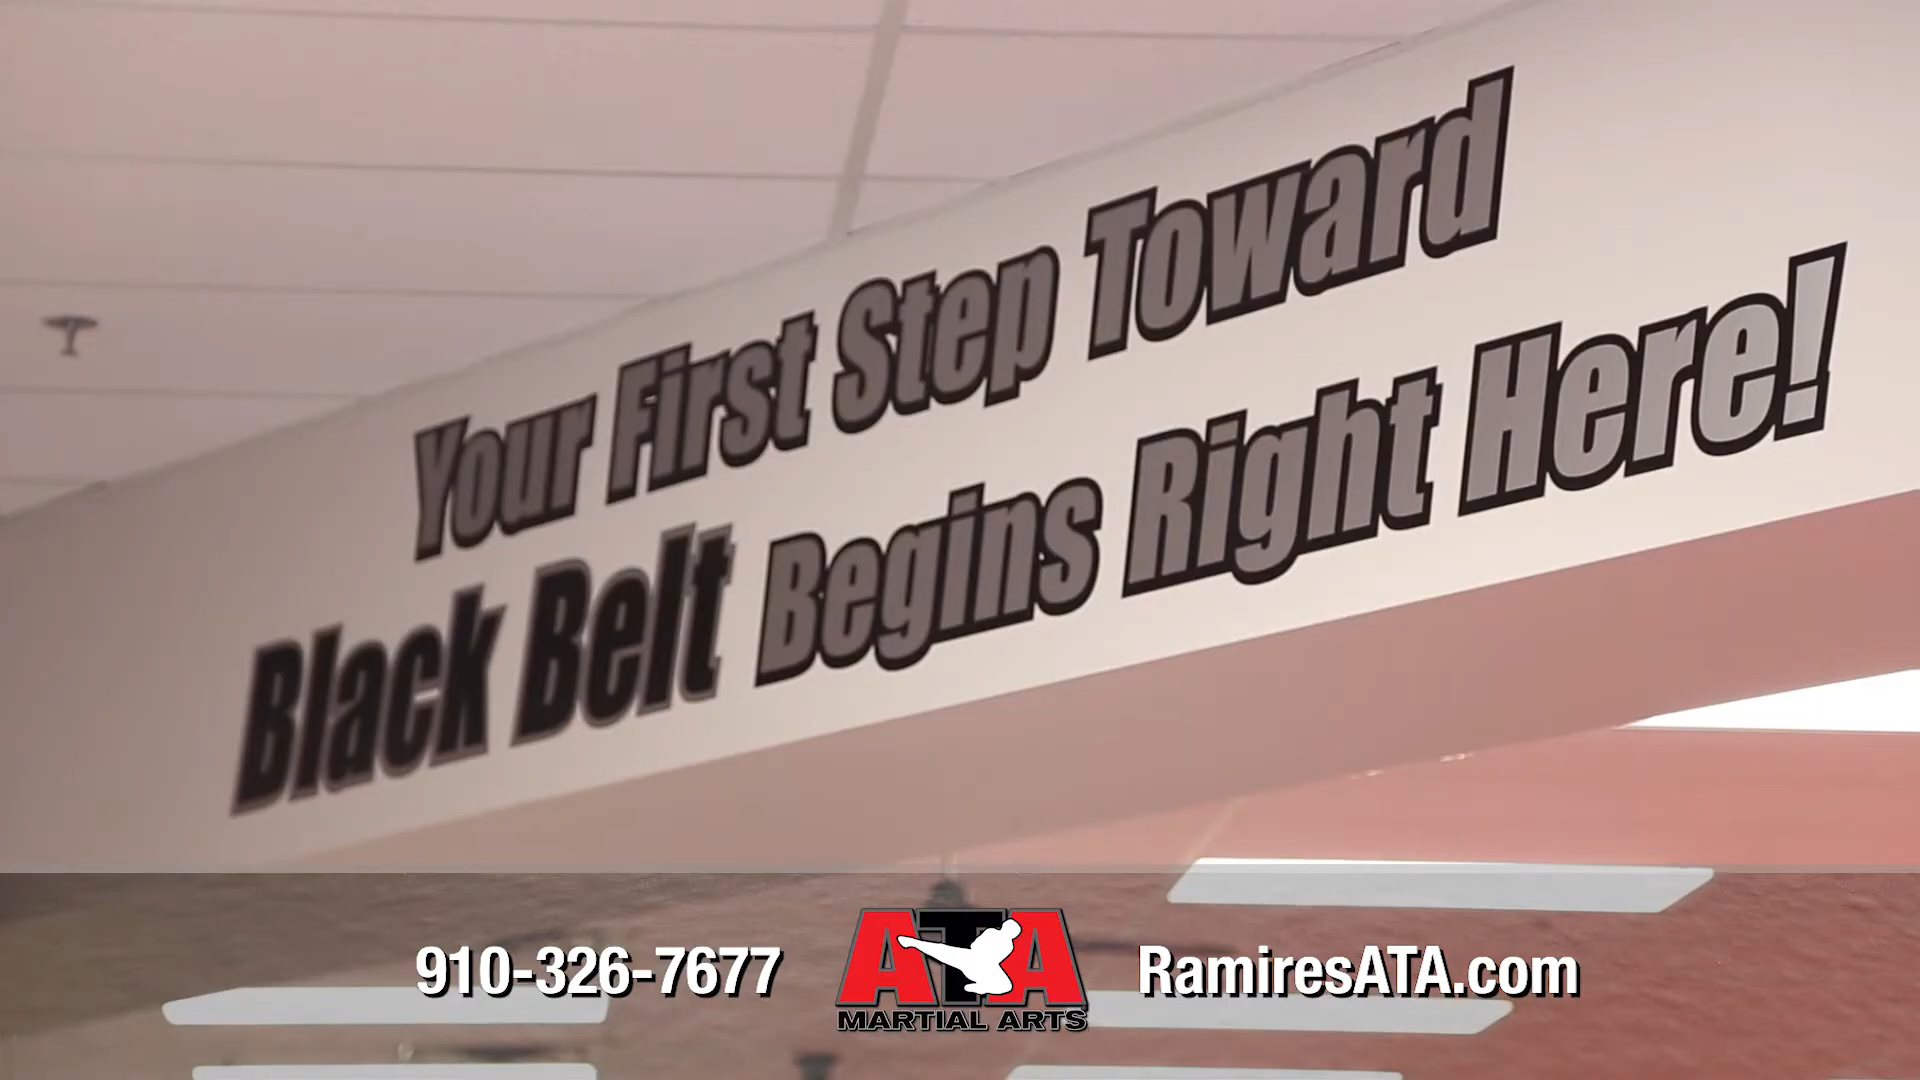 Your First Step Toward
Black Belt Begins Right Here!
910-326-7677
ATA
MARTIAL ARTS
RamiresATA.com